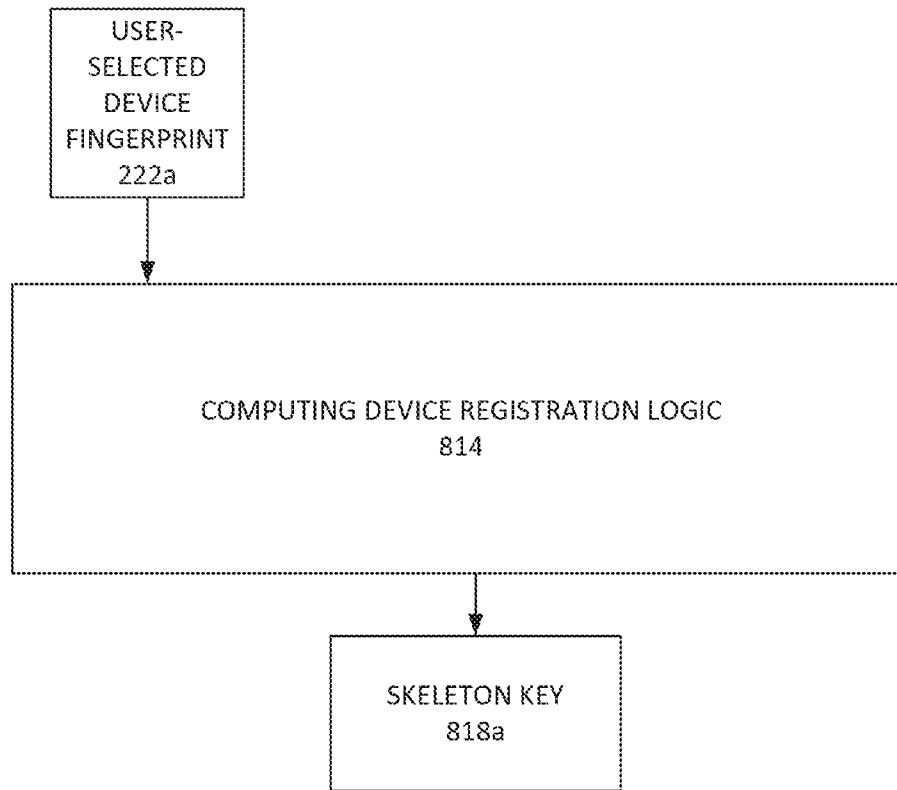 USER-
SELECTED
DEVICE
FINGERPRINT
222a
COMPUTING DEVICE REGISTRATION LOGIC
814
SKELETON KEY
818a